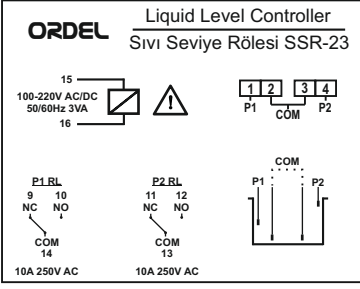 ORDEL
Liquid Level Controller
Sıvı Seviye Rölesi SSR-23
15
100-220V AC/DC
50/60Hz 3VA
16
1 2 3 4
P1 COM P2
P1 RL
9 10
NC NO
COM
14
10A 250V AC
P2 RL
11 12
NC NO
COM
13
10A 250V AC
COM
P1 P2